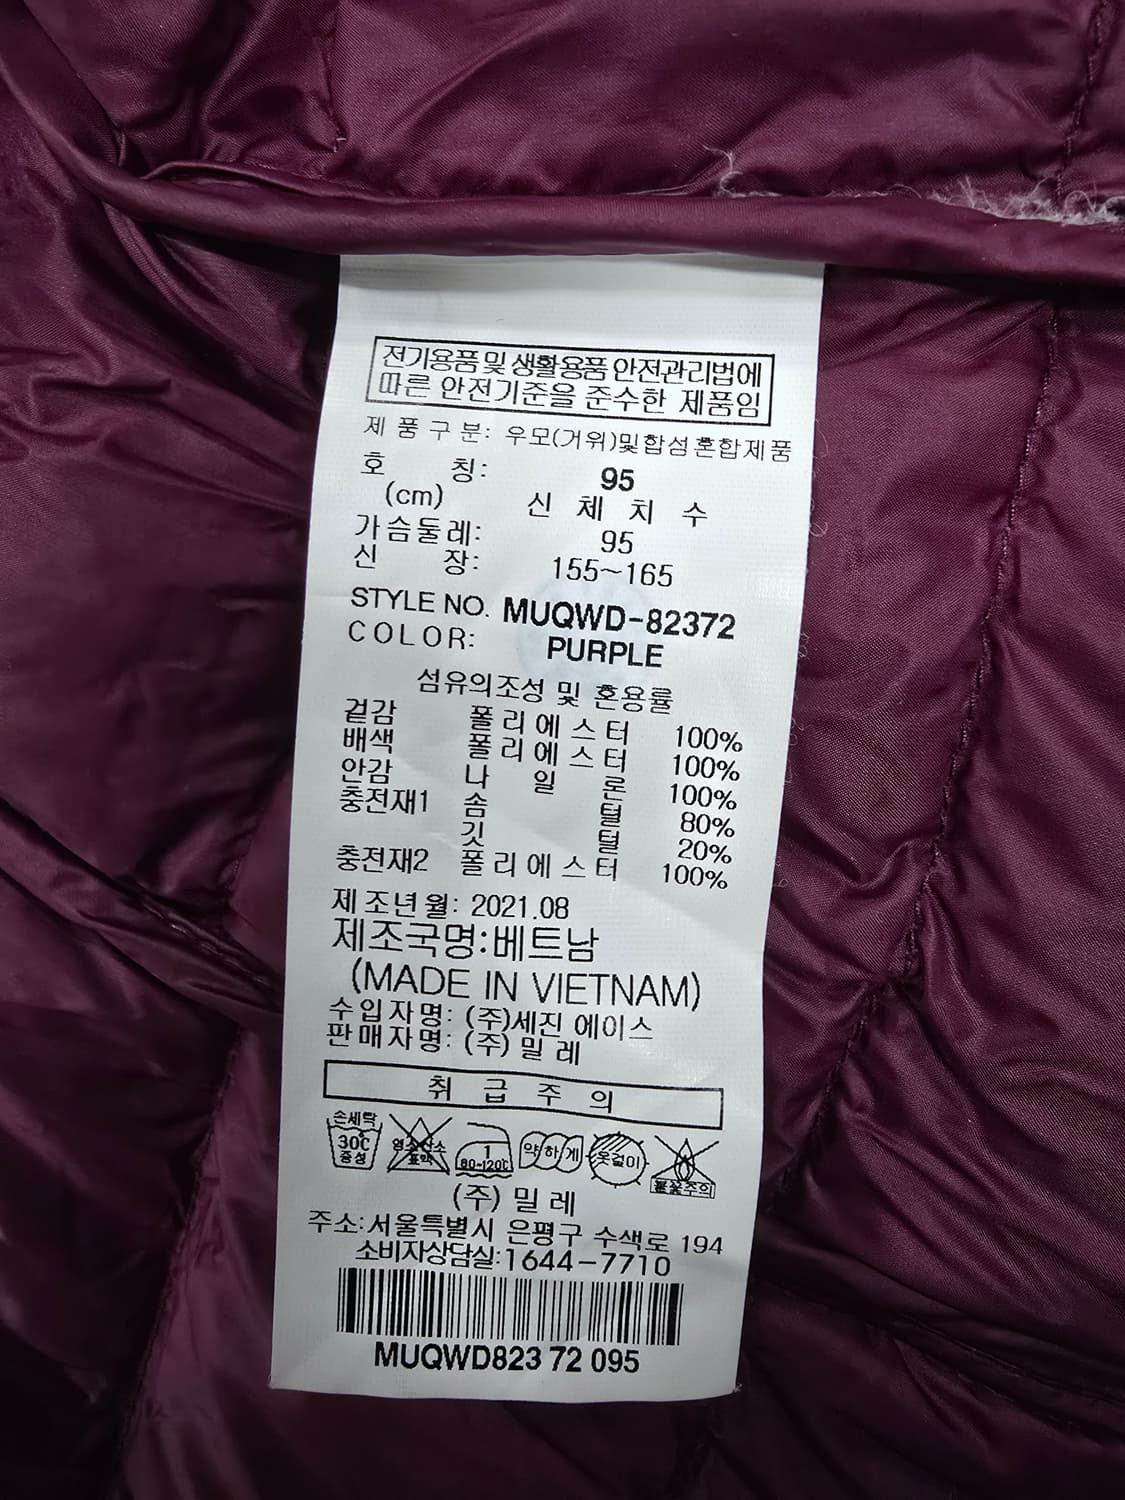 전기용품 및 생활용품 안전관리법에
따른 안전기준을 준수한 제품임
제 품 구 분: 우모(거위)및합섬혼합제품
호 칭: 95
(cm) 신 체 치 수
가슴둘레: 95
신 장: 155~165
STYLE NO. MUQWD-82372
COLOR: PURPLE
섬유의조성 및 혼용률
겉감 폴리에스터 100%
배색 폴리에스터 100%
안감 나 일 론 100%
충전재1 솜 털 80%
깃 털 20%
충전재2 폴리에스터 100%
제 조년월: 2021.08
제조국명:베트남
(MADE IN VIETNAM)
수입자명: (주)세진 에이스
판매자명: (주) 밀 레
취 급 주 의
손세탁
30℃
중성
염소산소
표백
1
80~120℃
약하게
옷걸이
불꽃주의
(주) 밀 레
주소:서울특별시 은평구 수색로 194
소비자상담실:1644-7710
MUQWD823 72 095